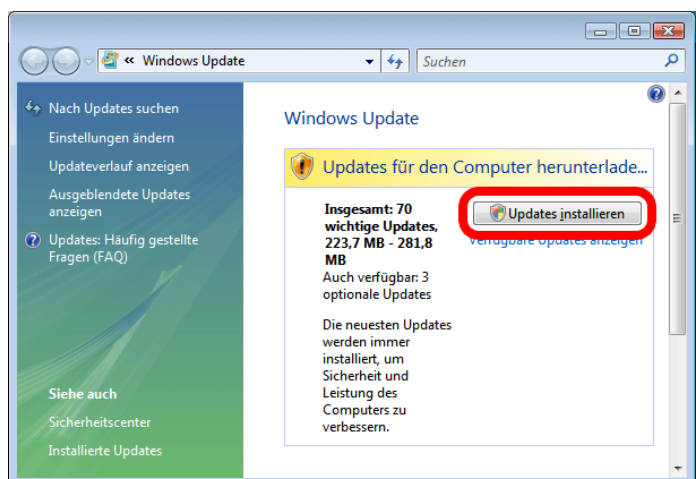 « Windows Update
Suchen
Nach Updates suchen
Einstellungen ändern
Updateverlauf anzeigen
Ausgeblendete Updates
anzeigen
Updates: Häufig gestellte
Fragen (FAQ)
Siehe auch
Sicherheitscenter
Installierte Updates
Windows Update
Updates für den Computer herunterlade...
Insgesamt: 70
wichtige Updates,
223,7 MB - 281,8
MB
Auch verfügbar: 3
optionale Updates
Updates installieren
Verfügbare Updates anzeigen
Die neuesten Updates
werden immer
installiert, um
Sicherheit und
Leistung des
Computers zu
verbessern.